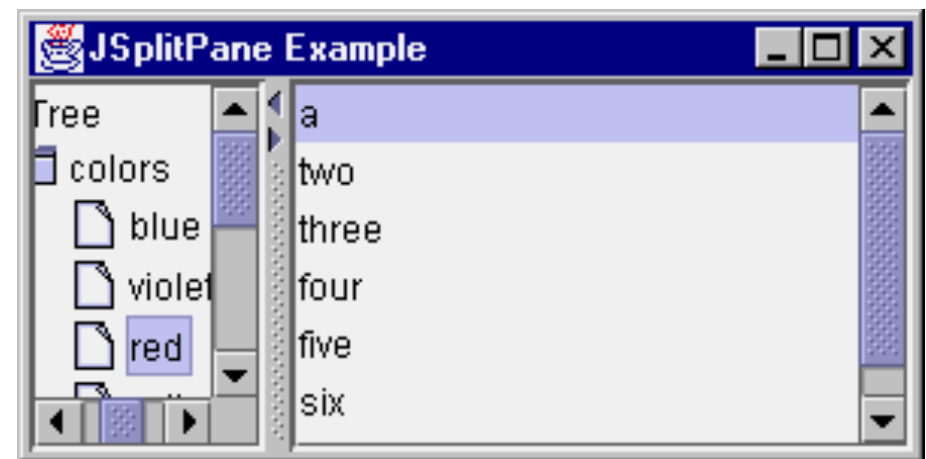 JSplitPane Example
Tree
colors
blue
violet
red
a
two
three
four
five
six